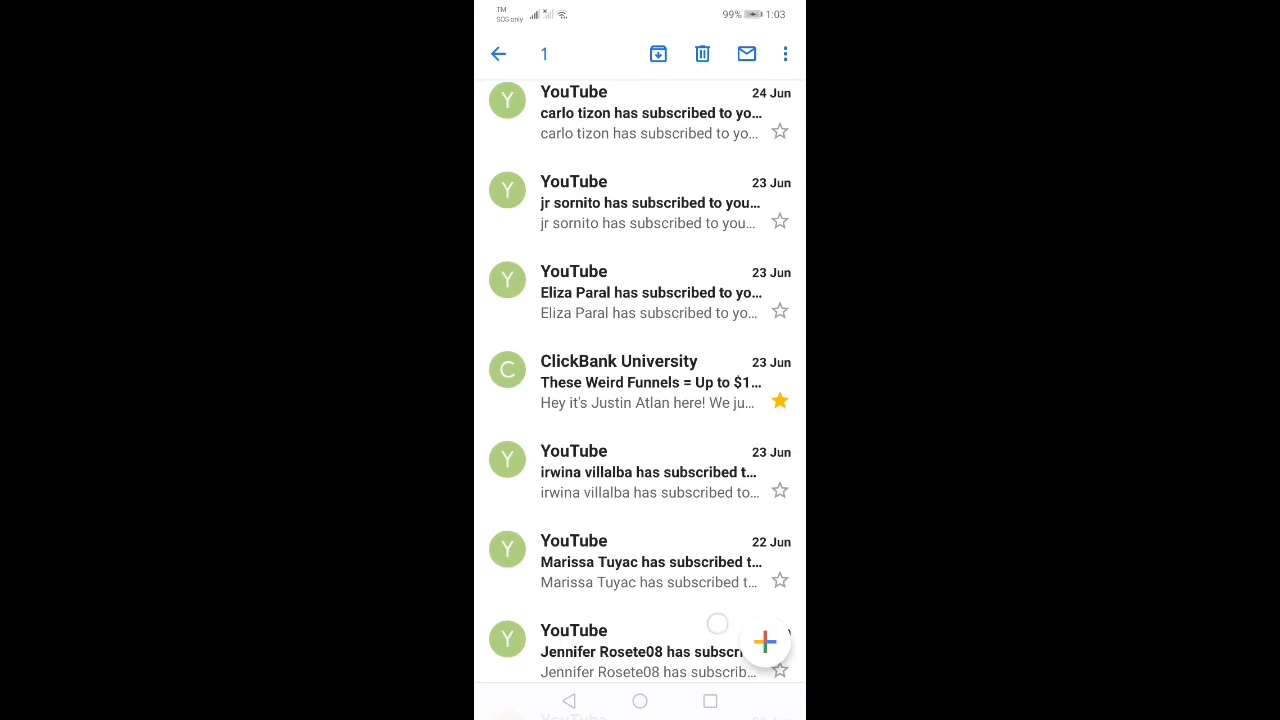 TM
SOS only
99% 1:03
1
Y
YouTube
24 Jun
carlo tizon has subscribed to yo...
carlo tizon has subscribed to yo...
Y
YouTube
23 Jun
jr sornito has subscribed to you...
jr sornito has subscribed to you...
Y
YouTube
23 Jun
Eliza Paral has subscribed to yo...
Eliza Paral has subscribed to yo...
C
ClickBank University
23 Jun
These Weird Funnels = Up to $1...
Hey it's Justin Atlan here! We ju...
Y
YouTube
23 Jun
irwina villalba has subscribed t...
irwina villalba has subscribed to...
Y
YouTube
22 Jun
Marissa Tuyac has subscribed t...
Marissa Tuyac has subscribed t...
Y
YouTube
Jennifer Rosete08 has subscri
Jennifer Rosete08 has subscrib...